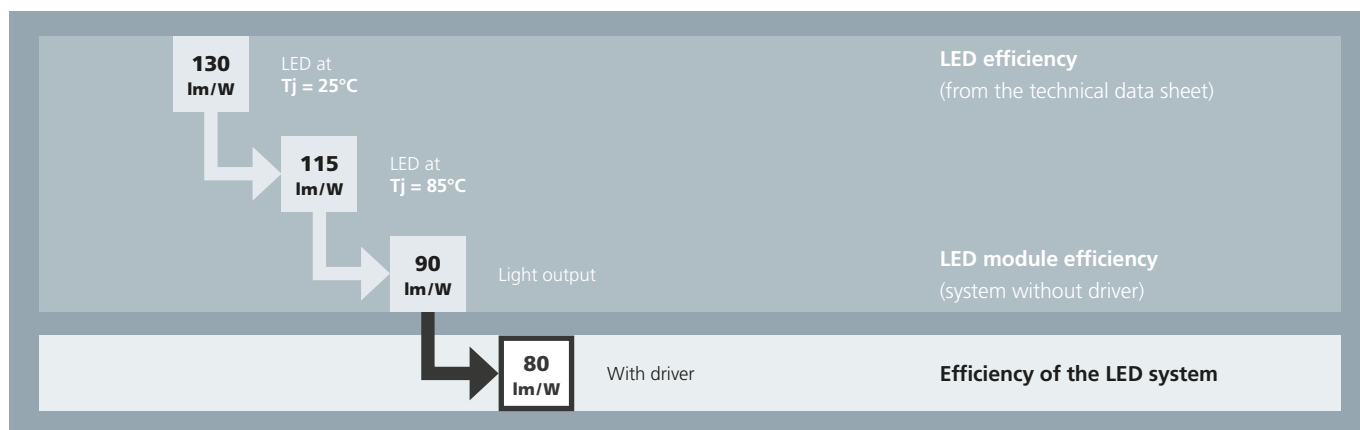 130
lm/W
LED at
Tj = 25°C
LED efficiency
(from the technical data sheet)
115
lm/W
LED at
Tj = 85°C
90
lm/W
Light output
LED module efficiency
(system without driver)
80
lm/W
With driver
Efficiency of the LED system